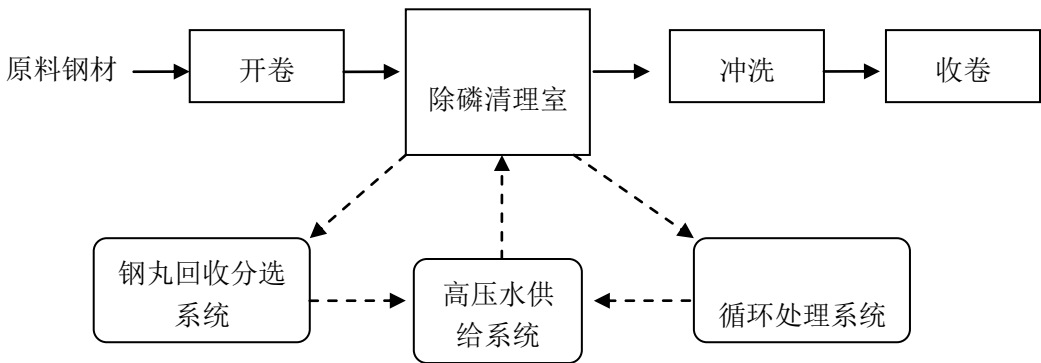 原料钢材
开卷
除磷清理室
冲洗
收卷
钢丸回收分选
系统
高压水供
给系统
循环处理系统